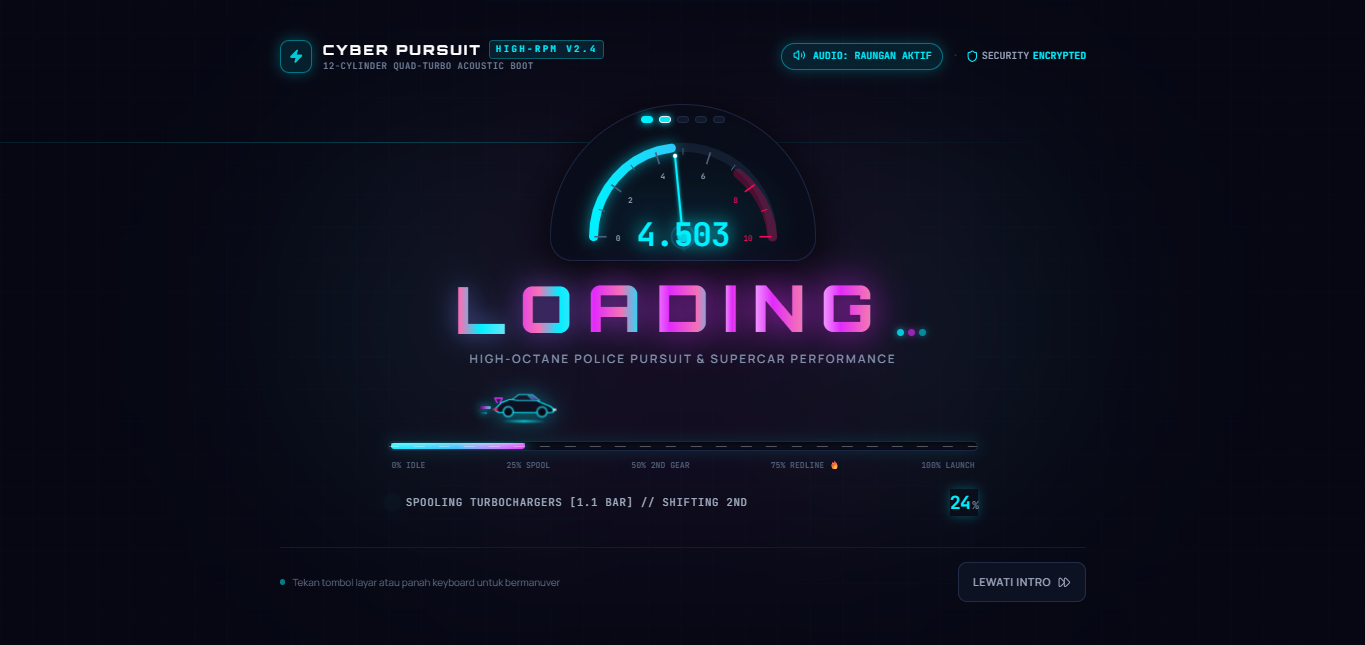 CYBER PURSUIT HIGH-RPM V2.4
12-CYLINDER QUAD-TURBO ACOUSTIC BOOT
AUDIO: RAUNGAN AKTIF
SECURITY ENCRYPTED
0 2 4 6 8 10
4.503
LOADING...
HIGH-OCTANE POLICE PURSUIT & SUPERCAR PERFORMANCE
0% IDLE 25% SPOOL 50% 2ND GEAR 75% REDLINE 🔥 100% LAUNCH
SPOOLING TURBOCHARGERS [1.1 BAR] // SHIFTING 2ND
24%
Tekan tombol layar atau panah keyboard untuk bermanuver
LEWATI INTRO